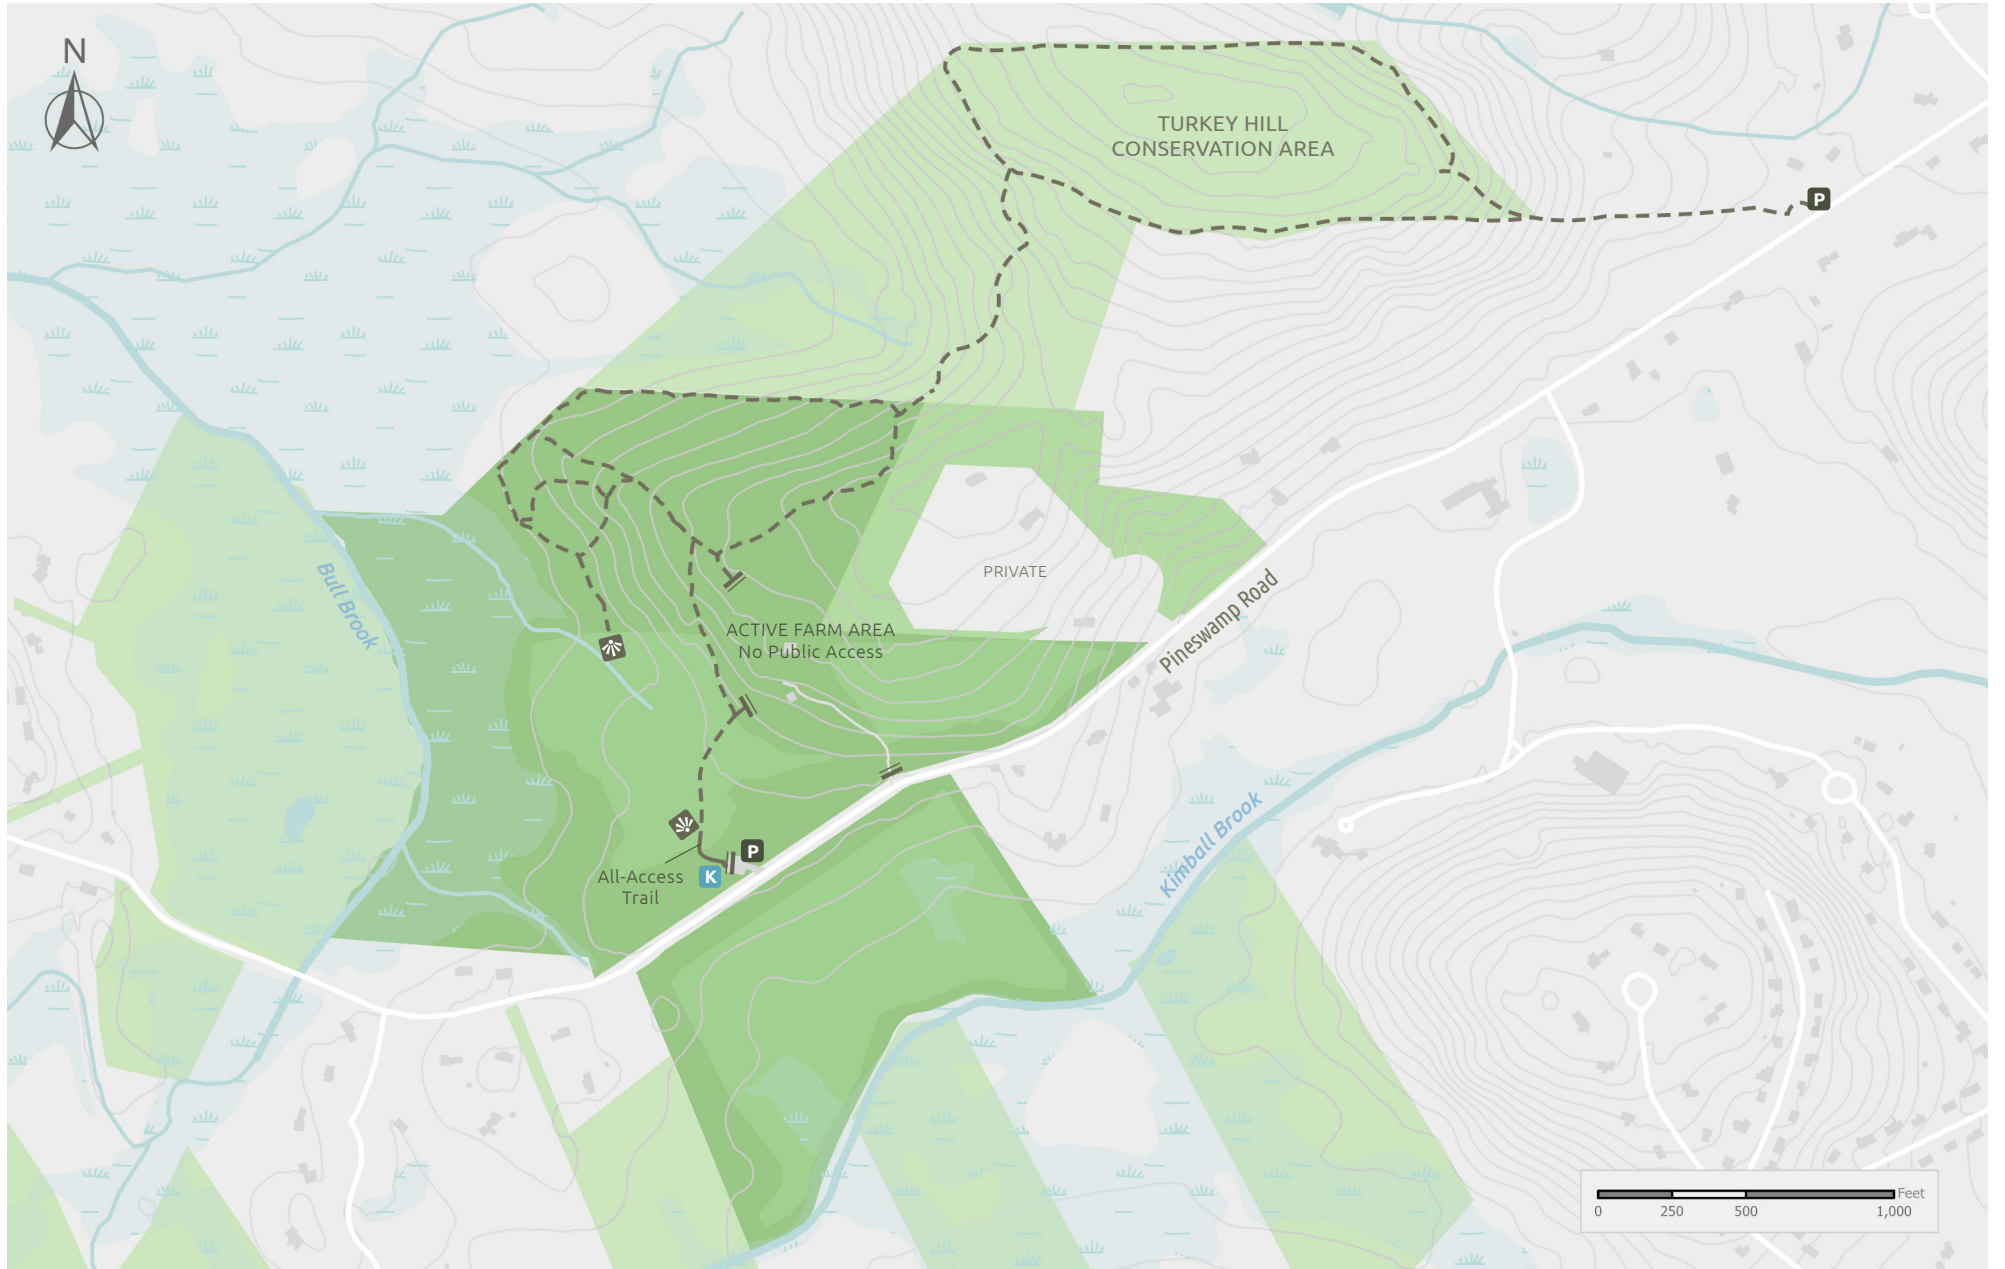 N
TURKEY HILL
CONSERVATION AREA
P
PRIVATE
Bull Brook
Pineswamp Road
ACTIVE FARM AREA
No Public Access
Kimball Brook
P
K
All-Access
Trail
Feet
0 250 500 1,000